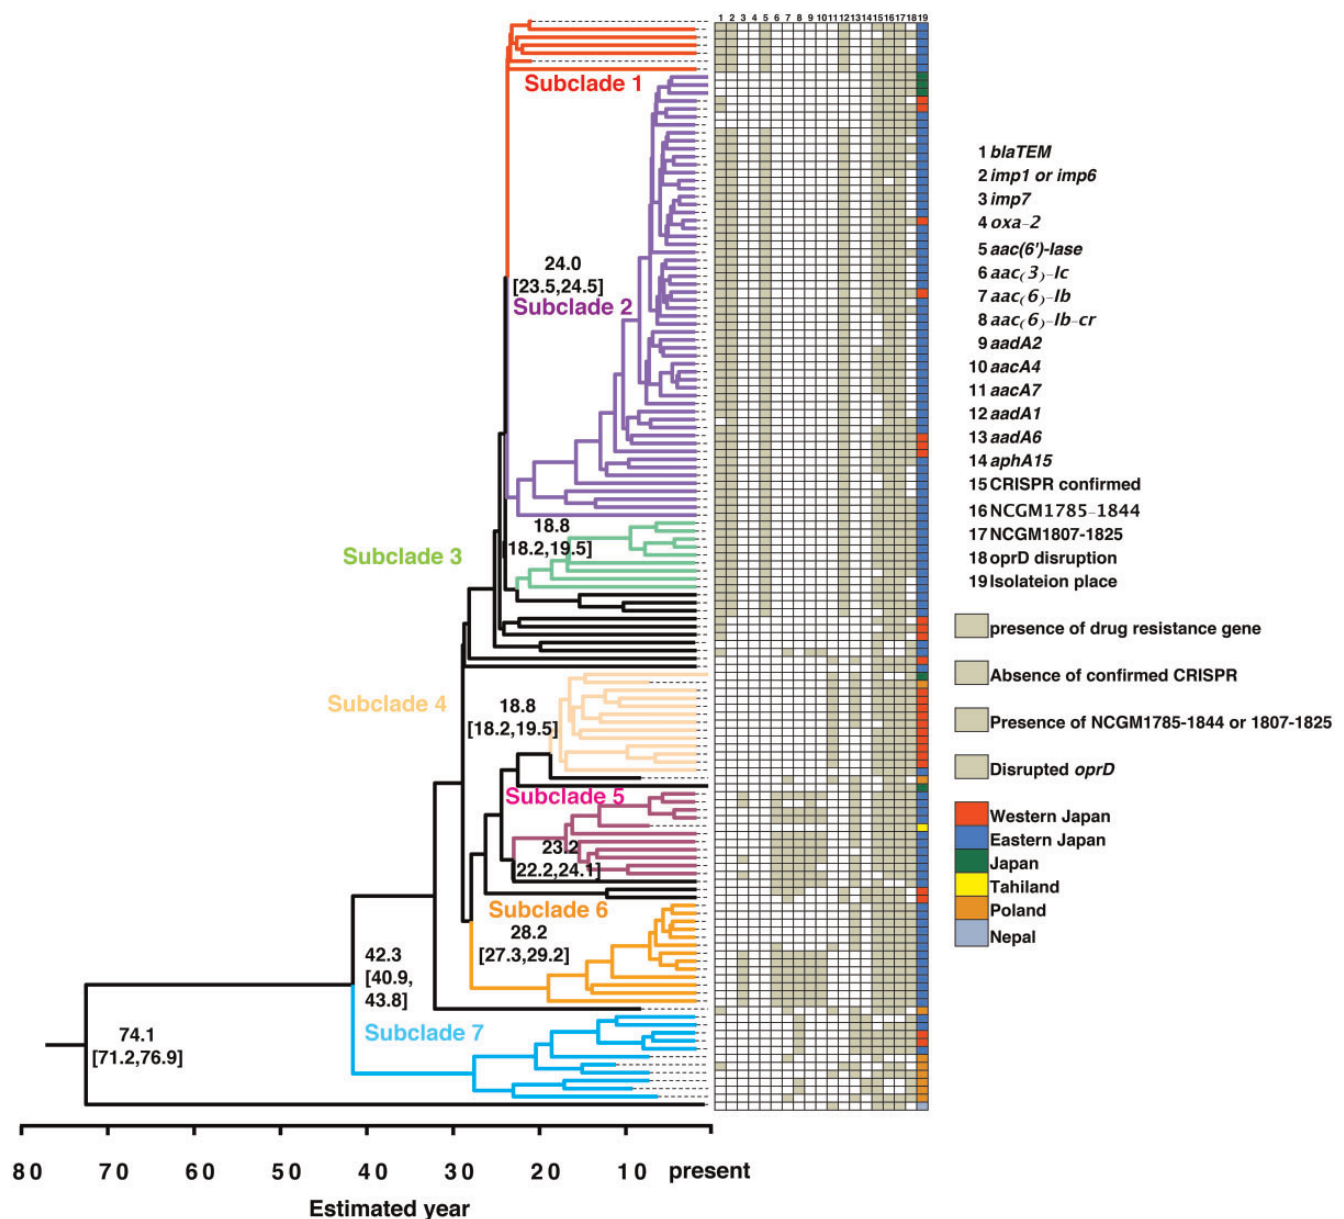 1 2 3 4 5 6 7 8 9 10 11 12 13 14 15 16 17 18 19
Subclade 1
1 blaTEM
2 imp1 or imp6
3 imp7
4 oxa-2
5 aac(6')-Iase
6 aac(3)-Ic
7 aac(6)-Ib
8 aac(6)-Ib-cr
9 aadA2
10 aacA4
11 aacA7
12 aadA1
13 aadA6
14 aphA15
15 CRISPR confirmed
16 NCGM1785-1844
17 NCGM1807-1825
18 oprD disruption
19 Isolateion place
24.0
[23.5,24.5]
Subclade 2
18.8
[18.2,19.5]
Subclade 3
presence of drug resistance gene
Absence of confirmed CRISPR
Presence of NCGM1785-1844 or 1807-1825
Disrupted oprD
Western Japan
Eastern Japan
Japan
Tahiland
Poland
Nepal
Subclade 4
18.8
[18.2,19.5]
Subclade 5
23.2
[22.2,24.1]
Subclade 6
28.2
[27.3,29.2]
42.3
[40.9,
43.8]
Subclade 7
74.1
[71.2,76.9]
80 70 60 50 40 30 20 10 present
Estimated year